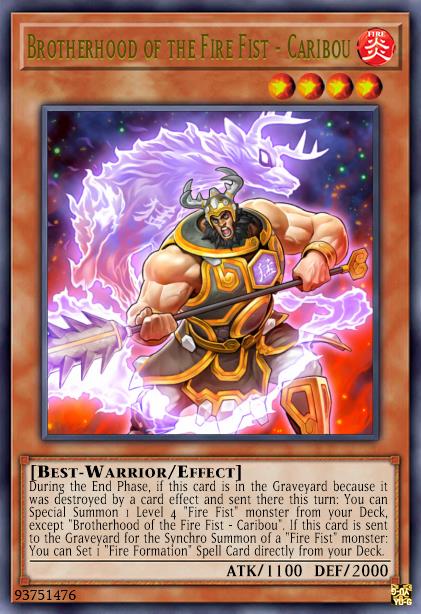 Brotherhood of the Fire Fist - Caribou
FIRE
炎
[Best-Warrior/Effect]
During the End Phase, if this card is in the Graveyard because it
was destroyed by a card effect and sent there this turn: You can
Special Summon 1 Level 4 "Fire Fist" monster from your Deck,
except "Brotherhood of the Fire Fist - Caribou". If this card is sent
to the Graveyard for the Synchro Summon of a "Fire Fist" monster:
You can Set 1 "Fire Formation" Spell Card directly from your Deck.
ATK/1100 DEF/2000
93751476